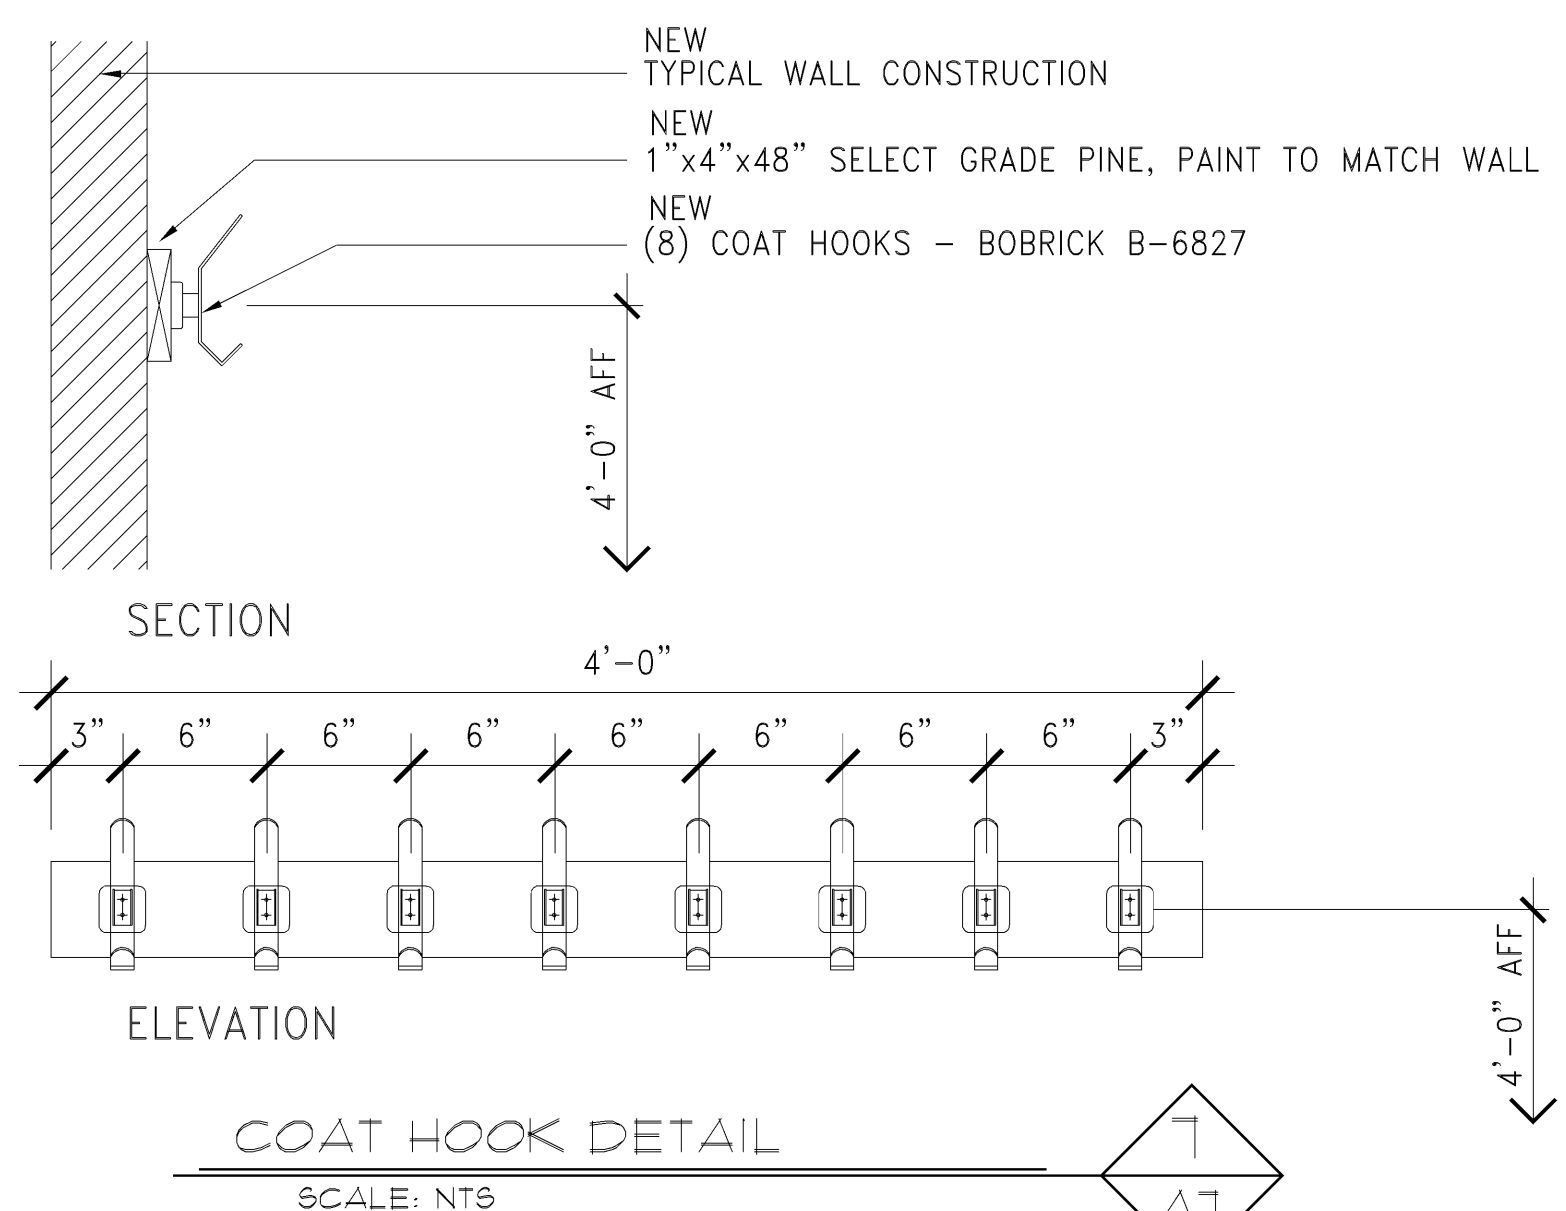 NEW
TYPICAL WALL CONSTRUCTION
NEW
1”x4”x48” SELECT GRADE PINE, PAINT TO MATCH WALL
NEW
(8) COAT HOOKS – BOBRICK B–6827
4’–0” AFF
SECTION
4’–0”
3” 6” 6” 6” 6” 6” 6” 6” 3”
4’–0” AFF
ELEVATION
COAT HOOK DETAIL
7
SCALE: NTS